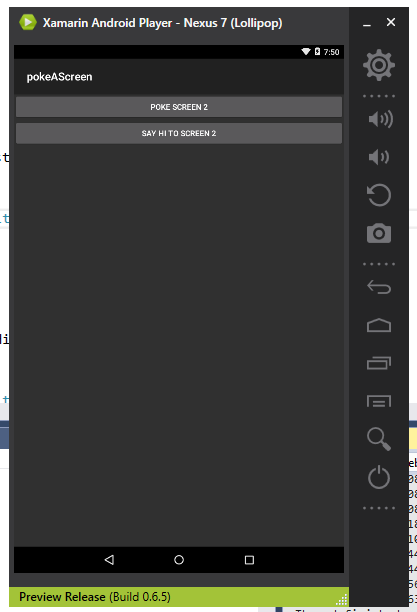 Xamarin Android Player - Nexus 7 (Lollipop)
7:50
pokeAScreen
POKE SCREEN 2
SAY HI TO SCREEN 2
Preview Release (Build 0.6.5)